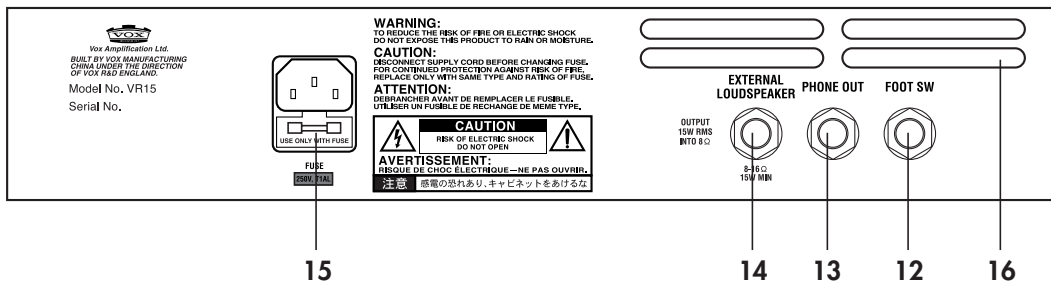 VOX
Vox Amplification Ltd.
BUILT BY VOX MANUFACTURING
CHINA UNDER THE DIRECTION
OF VOX R&D ENGLAND.
Model No. VR15
Serial No.
USE ONLY WITH FUSE
FUSE
250V, T1AL
WARNING:
TO REDUCE THE RISK OF FIRE OR ELECTRIC SHOCK
DO NOT EXPOSE THIS PRODUCT TO RAIN OR MOISTURE.
CAUTION:
DISCONNECT SUPPLY CORD BEFORE CHANGING FUSE.
FOR CONTINUED PROTECTION AGAINST RISK OF FIRE,
REPLACE ONLY WITH SAME TYPE AND RATING OF FUSE.
ATTENTION:
DEBRANCHER AVANT DE REMPLACER LE FUSIBLE.
UTILISER UN FUSIBLE DE RECHANGE DE MEME TYPE.
CAUTION
RISK OF ELECTRIC SHOCK
DO NOT OPEN
AVERTISSEMENT:
RISQUE DE CHOC ÉLECTRIQUE—NE PAS OUVRIR.
注意 感電の恐れあり、キャビネットをあけるな
EXTERNAL
LOUDSPEAKER
PHONE OUT
FOOT SW
OUTPUT
15W RMS
INTO 8Ω
8-16Ω
15W MIN
15
14
13
12
16